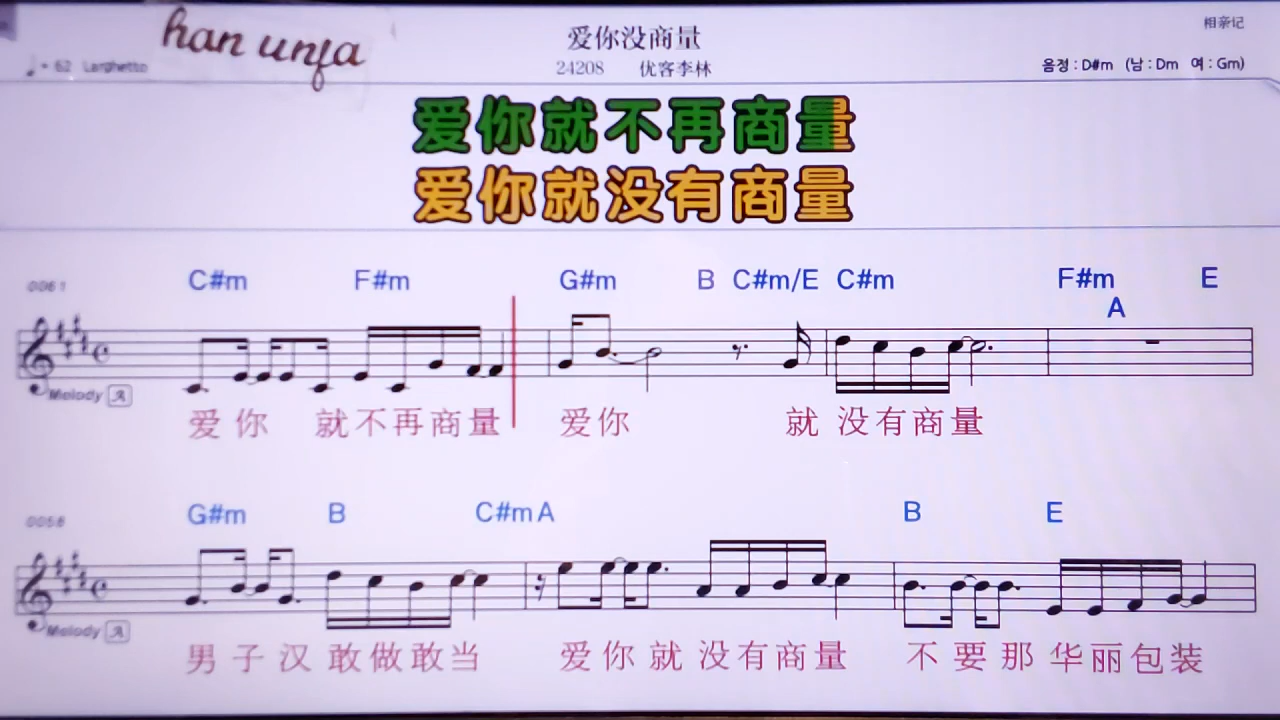 han unfa
爱你没商量
相亲记
♩= 62 Larghetto
24208 优客李林
음정 : D#m (남 : Dm 여 : Gm)
爱你就不再商量
爱你就没有商量
0061
C#m F#m G#m B C#m/E C#m F#m E
A
Melody A
爱你 就不再商量 爱你 就 没有商量
G#m B C#m A B E
Melody A
男子汉敢做敢当 爱你就没有商量 不要那华丽包装